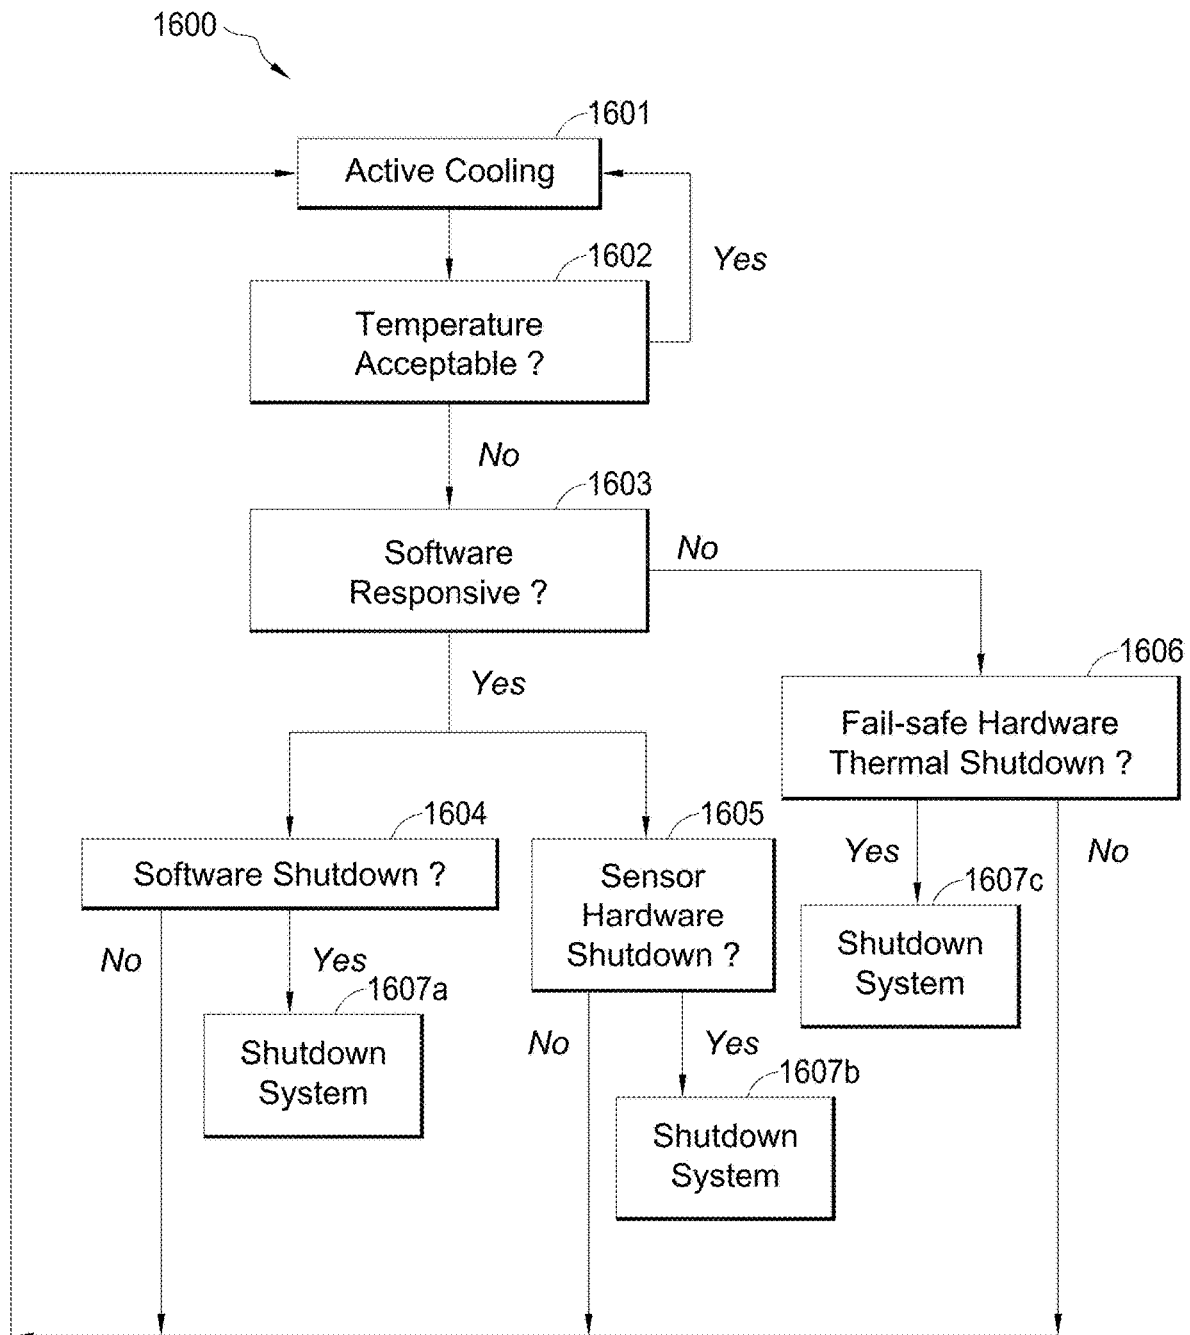 1600
1601
Active Cooling
1602
Yes
Temperature
Acceptable ?
No
1603
Software
Responsive ?
No
Yes
1606
Fail-safe Hardware
Thermal Shutdown ?
1604
Software Shutdown ?
1605
Sensor
Hardware
Shutdown ?
Yes
No
1607c
Shutdown
System
No
Yes
1607a
Shutdown
System
No
Yes
1607b
Shutdown
System